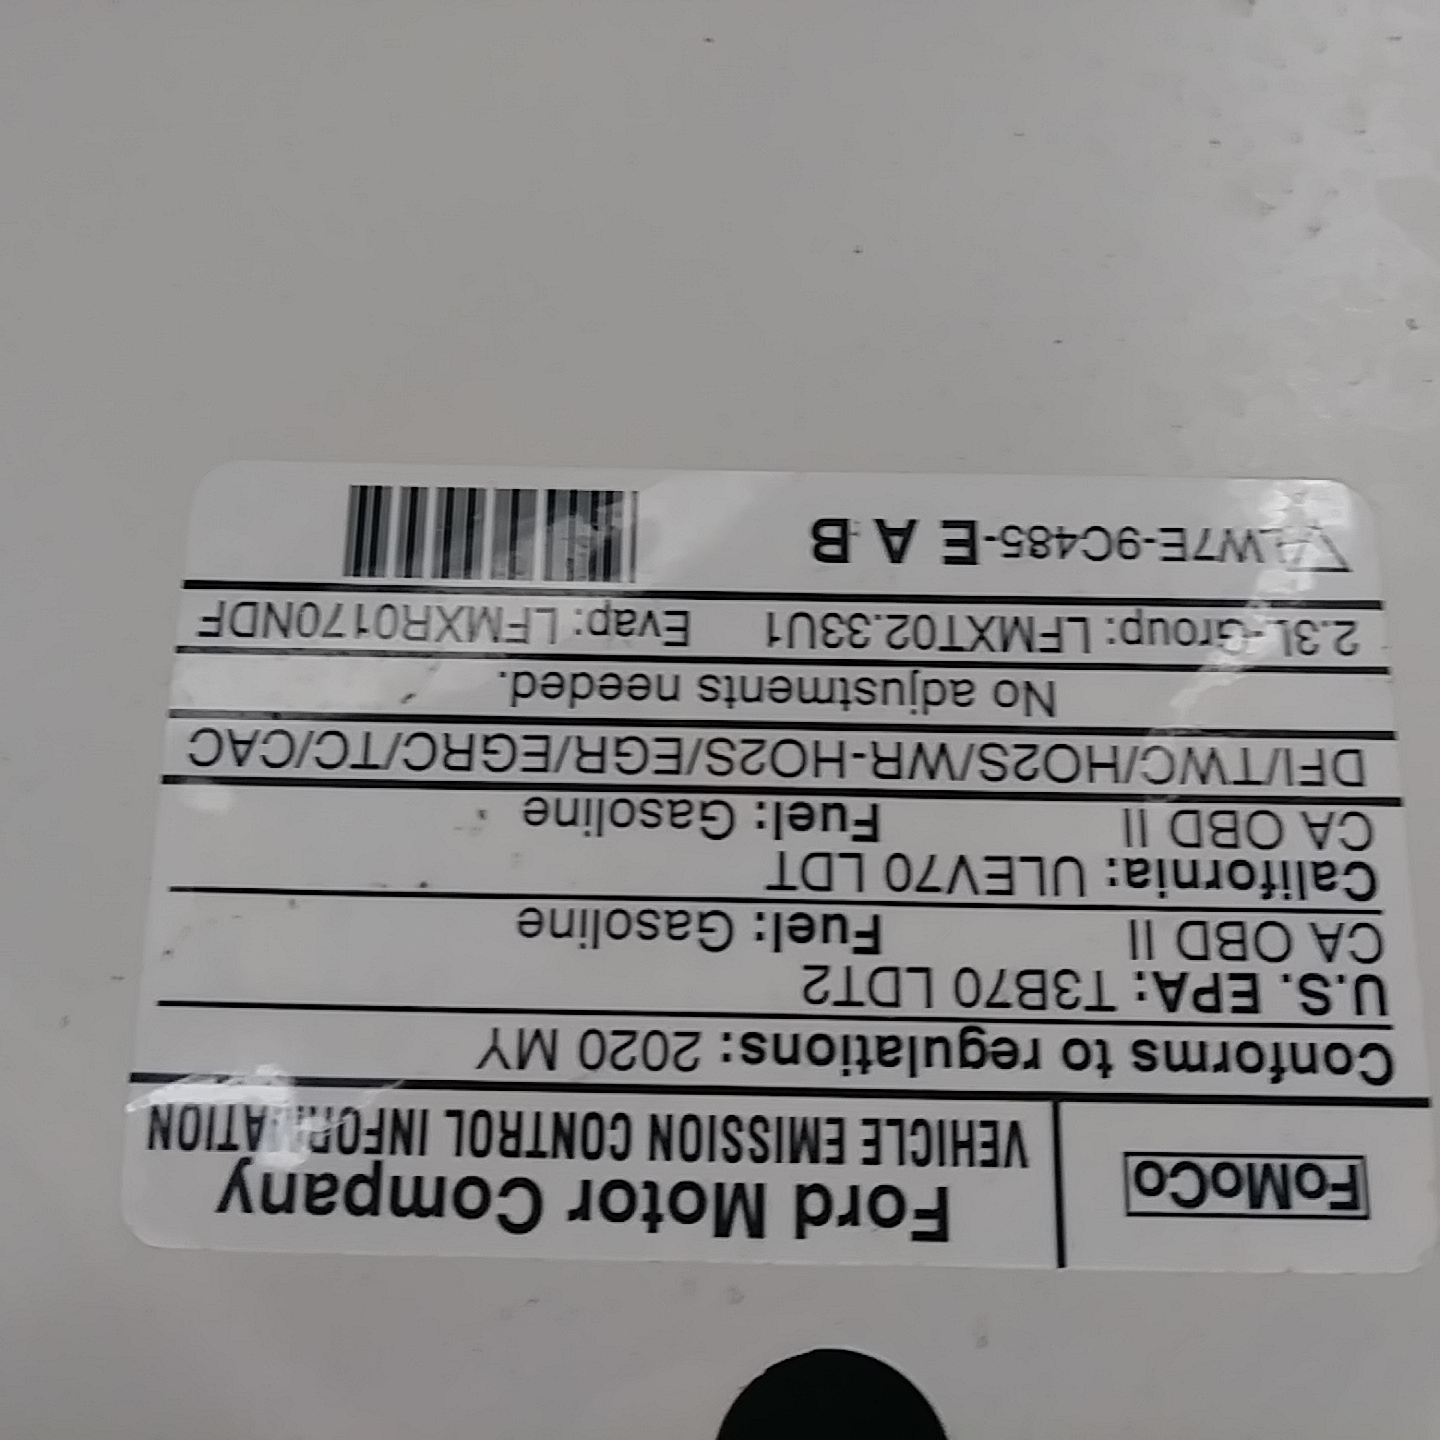 FoMoCo
Ford Motor Company
VEHICLE EMISSION CONTROL INFORMATION
Conforms to regulations: 2020 MY
U.S. EPA: T3B70 LDT2
CA OBD II Fuel: Gasoline
California: ULEV70 LDT
CA OBD II Fuel: Gasoline
DFI/TWC/HO2S/WR-HO2S/EGR/EGRC/TC/CAC
No adjustments needed.
2.3L-Group: LFMXT02.33U1 Evap: LFMXR0170NDF
LW7E-9C485-E A B